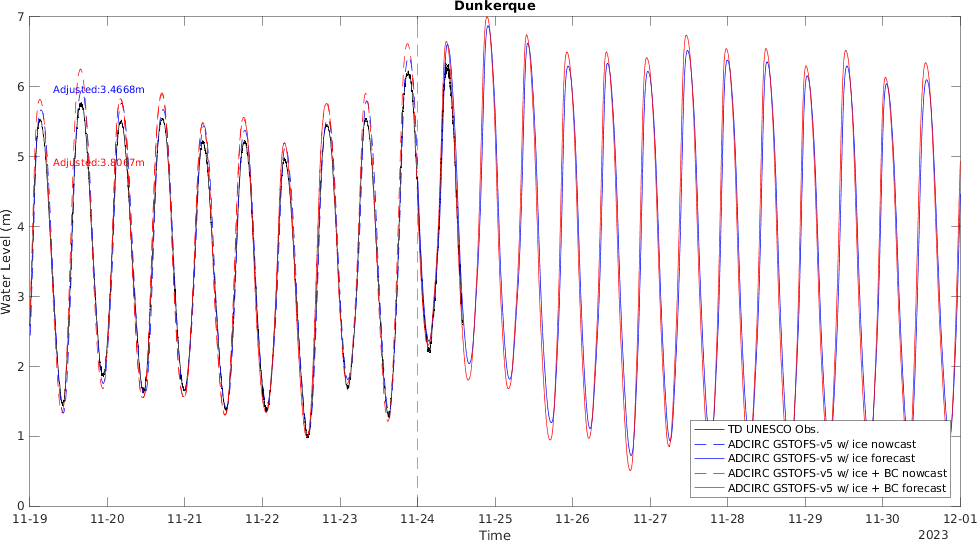 Dunkerque
7
6
5
4
3
2
1
0
Water Level (m)
Adjusted:3.4668m
Adjusted:3.8067m
TD UNESCO Obs.
ADCIRC GSTOFS-v5 w/ ice nowcast
ADCIRC GSTOFS-v5 w/ ice forecast
ADCIRC GSTOFS-v5 w/ ice + BC nowcast
ADCIRC GSTOFS-v5 w/ ice + BC forecast
11-19 11-20 11-21 11-22 11-23 11-24 11-25 11-26 11-27 11-28 11-29 11-30 12-01
Time
2023